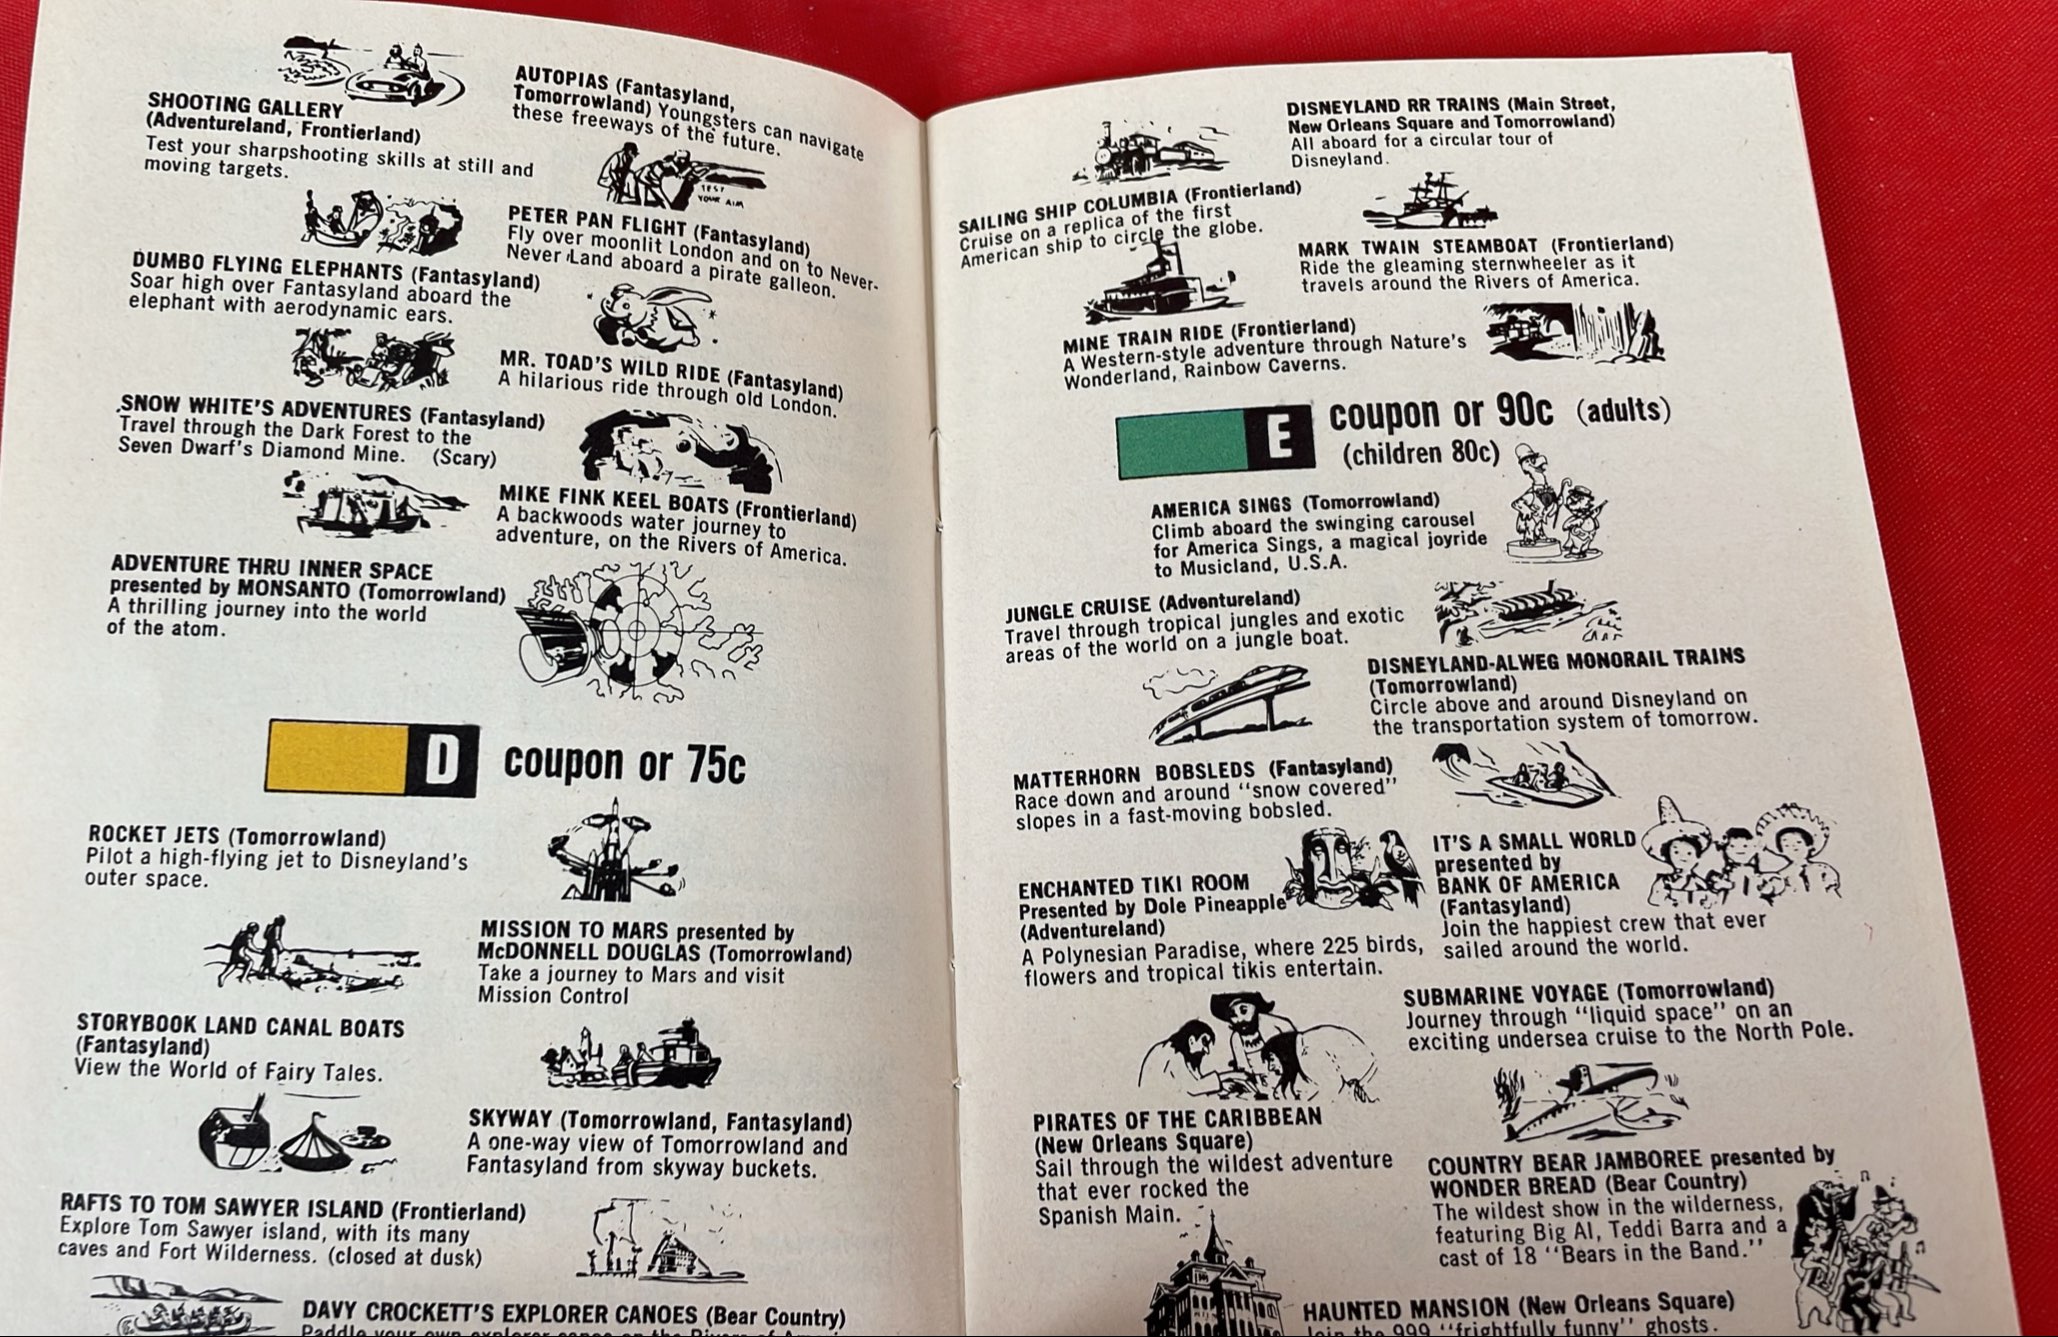 SHOOTING GALLERY
(Adventureland, Frontierland)
Test your sharpshooting skills at still and
moving targets.
AUTOPIAS (Fantasyland,
Tomorrowland) Youngsters can navigate
these freeways of the future.
TEST
YOUR AIM
PETER PAN FLIGHT (Fantasyland)
Fly over moonlit London and on to Never-
Never Land aboard a pirate galleon.
DUMBO FLYING ELEPHANTS (Fantasyland)
Soar high over Fantasyland aboard the
elephant with aerodynamic ears.
MR. TOAD'S WILD RIDE (Fantasyland)
A hilarious ride through old London.
SNOW WHITE'S ADVENTURES (Fantasyland)
Travel through the Dark Forest to the
Seven Dwarf's Diamond Mine. (Scary)
MIKE FINK KEEL BOATS (Frontierland)
A backwoods water journey to
adventure, on the Rivers of America.
ADVENTURE THRU INNER SPACE
presented by MONSANTO (Tomorrowland)
A thrilling journey into the world
of the atom.
D coupon or 75c
ROCKET JETS (Tomorrowland)
Pilot a high-flying jet to Disneyland's
outer space.
MISSION TO MARS presented by
McDONNELL DOUGLAS (Tomorrowland)
Take a journey to Mars and visit
Mission Control
STORYBOOK LAND CANAL BOATS
(Fantasyland)
View the World of Fairy Tales.
SKYWAY (Tomorrowland, Fantasyland)
A one-way view of Tomorrowland and
Fantasyland from skyway buckets.
RAFTS TO TOM SAWYER ISLAND (Frontierland)
Explore Tom Sawyer island, with its many
caves and Fort Wilderness. (closed at dusk)
DAVY CROCKETT'S EXPLORER CANOES (Bear Country)
Paddle your own explorer canoe on the Rivers of
DISNEYLAND RR TRAINS (Main Street,
New Orleans Square and Tomorrowland)
All aboard for a circular tour of
Disneyland.
SAILING SHIP COLUMBIA (Frontierland)
Cruise on a replica of the first
American ship to circle the globe.
MARK TWAIN STEAMBOAT (Frontierland)
Ride the gleaming sternwheeler as it
travels around the Rivers of America.
MINE TRAIN RIDE (Frontierland)
A Western-style adventure through Nature's
Wonderland, Rainbow Caverns.
E coupon or 90c (adults)
(children 80c)
AMERICA SINGS (Tomorrowland)
Climb aboard the swinging carousel
for America Sings, a magical joyride
to Musicland, U.S.A.
JUNGLE CRUISE (Adventureland)
Travel through tropical jungles and exotic
areas of the world on a jungle boat.
DISNEYLAND-ALWEG MONORAIL TRAINS
(Tomorrowland)
Circle above and around Disneyland on
the transportation system of tomorrow.
MATTERHORN BOBSLEDS (Fantasyland)
Race down and around "snow covered"
slopes in a fast-moving bobsled.
IT'S A SMALL WORLD
presented by
BANK OF AMERICA
(Fantasyland)
Join the happiest crew that ever
sailed around the world.
ENCHANTED TIKI ROOM
Presented by Dole Pineapple
(Adventureland)
A Polynesian Paradise, where 225 birds,
flowers and tropical tikis entertain.
SUBMARINE VOYAGE (Tomorrowland)
Journey through "liquid space" on an
exciting undersea cruise to the North Pole.
PIRATES OF THE CARIBBEAN
(New Orleans Square)
Sail through the wildest adventure
that ever rocked the
Spanish Main.
COUNTRY BEAR JAMBOREE presented by
WONDER BREAD (Bear Country)
The wildest show in the wilderness,
featuring Big Al, Teddi Barra and a
cast of 18 "Bears in the Band."
HAUNTED MANSION (New Orleans Square)
Join the 999 "frightfully funny" ghosts.